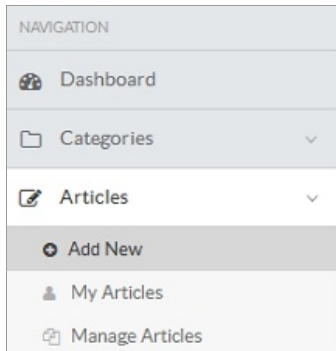 NAVIGATION
Dashboard
Categories
Articles
Add New
My Articles
Manage Articles